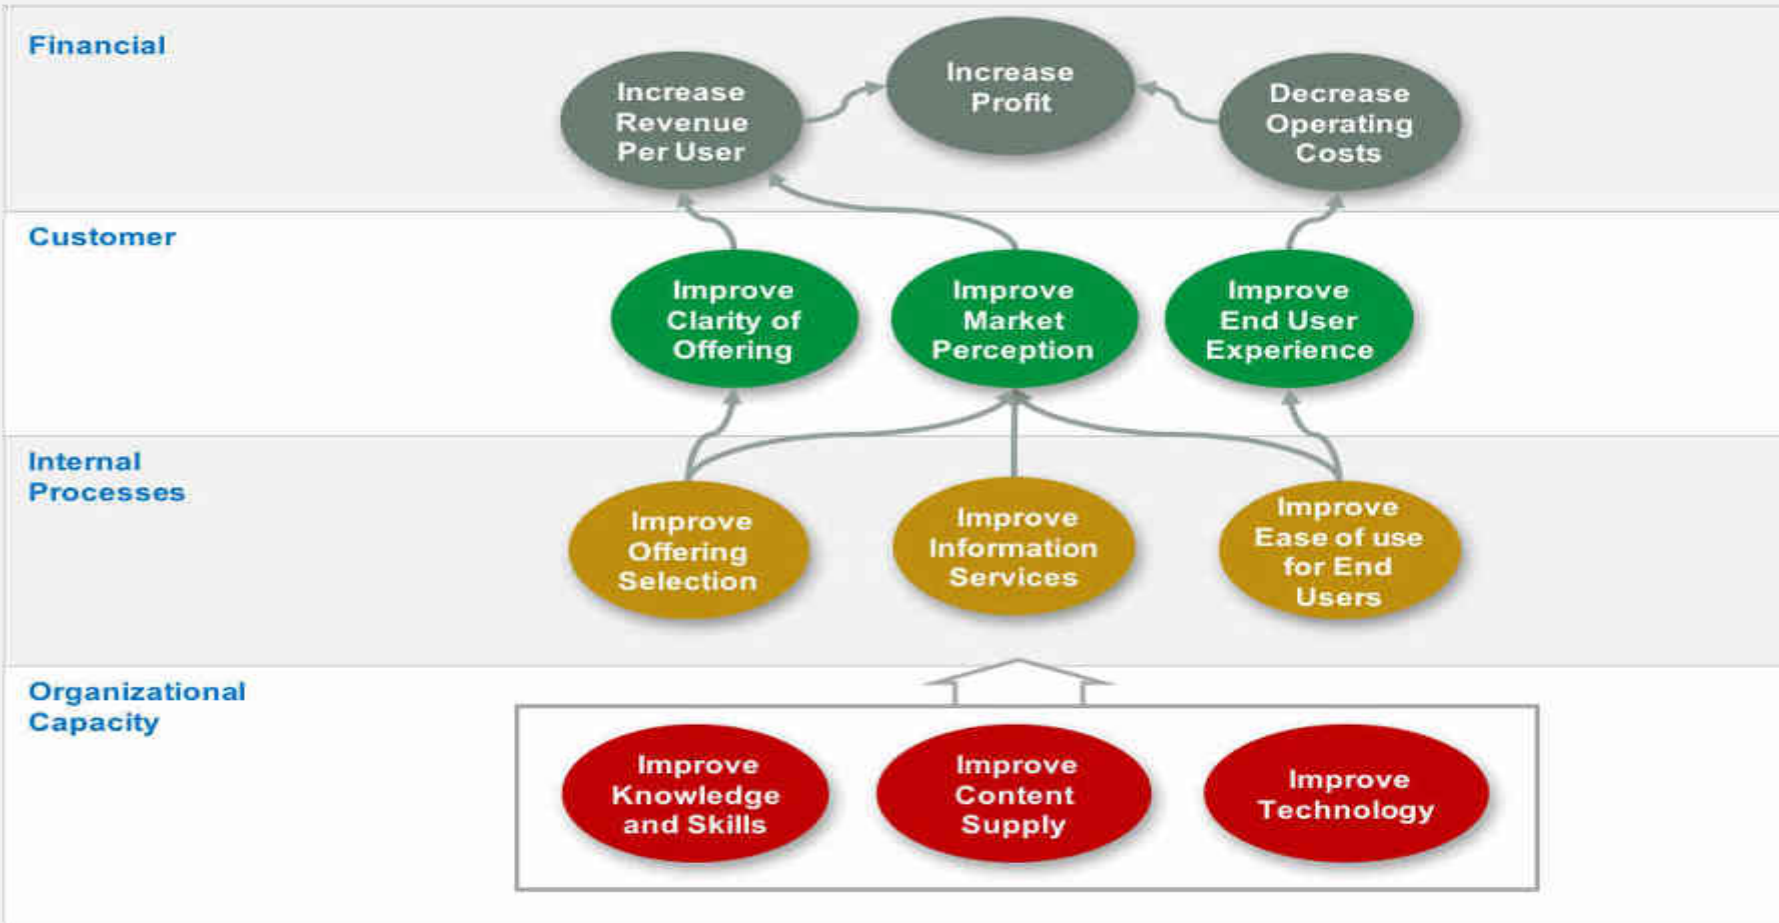 Financial
Increase
Revenue
Per User
Increase
Profit
Decrease
Operating
Costs
Customer
Improve
Clarity of
Offering
Improve
Market
Perception
Improve
End User
Experience
Internal
Processes
Improve
Offering
Selection
Improve
Information
Services
Improve
Ease of use
for End
Users
Organizational
Capacity
Improve
Knowledge
and Skills
Improve
Content
Supply
Improve
Technology